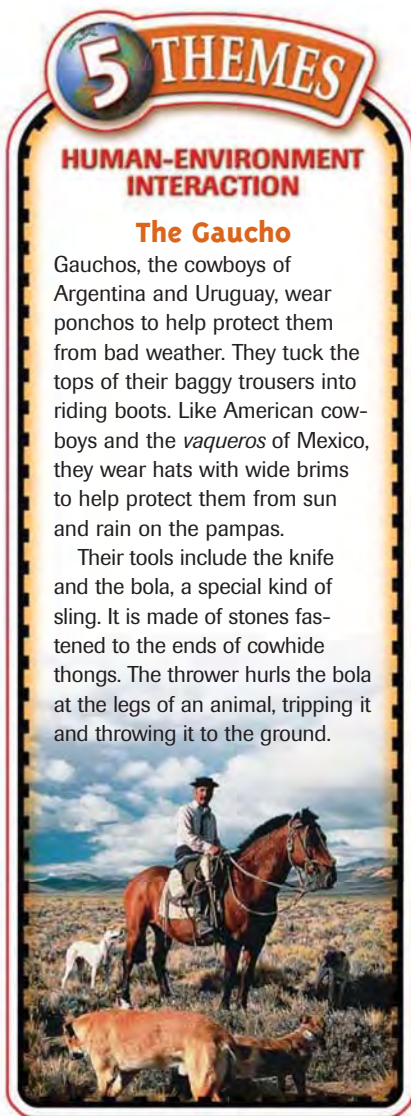 5 THEMES
HUMAN-ENVIRONMENT
INTERACTION
The Gaucho
Gauchos, the cowboys of
Argentina and Uruguay, wear
ponchos to help protect them
from bad weather. They tuck the
tops of their baggy trousers into
riding boots. Like American cow-
boys and the vaqueros of Mexico,
they wear hats with wide brims
to help protect them from sun
and rain on the pampas.
Their tools include the knife
and the bola, a special kind of
sling. It is made of stones fas-
tened to the ends of cowhide
thongs. The thrower hurls the bola
at the legs of an animal, tripping it
and throwing it to the ground.